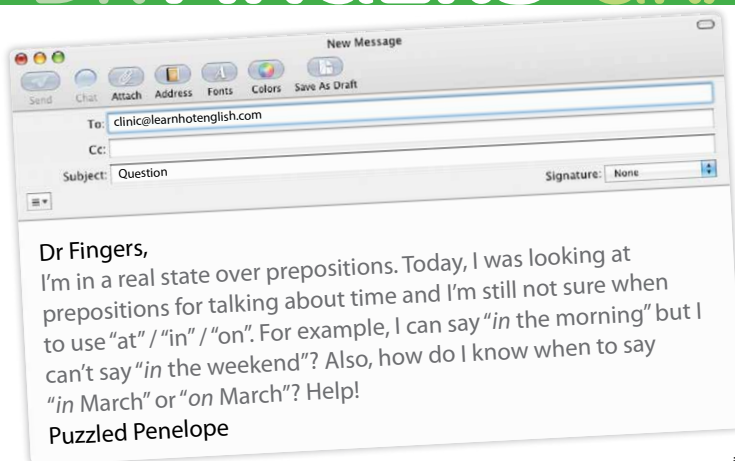 New Message
Send Chat Attach Address Fonts Colors Save As Draft
To: clinic@learnhotenglish.com
Cc:
Subject: Question
Signature: None
Dr Fingers,
I'm in a real state over prepositions. Today, I was looking at
prepositions for talking about time and I'm still not sure when
to use "at" / "in" / "on". For example, I can say "in the morning" but I
can't say "in the weekend"? Also, how do I know when to say
"in March" or "on March"? Help!
Puzzled Penelope